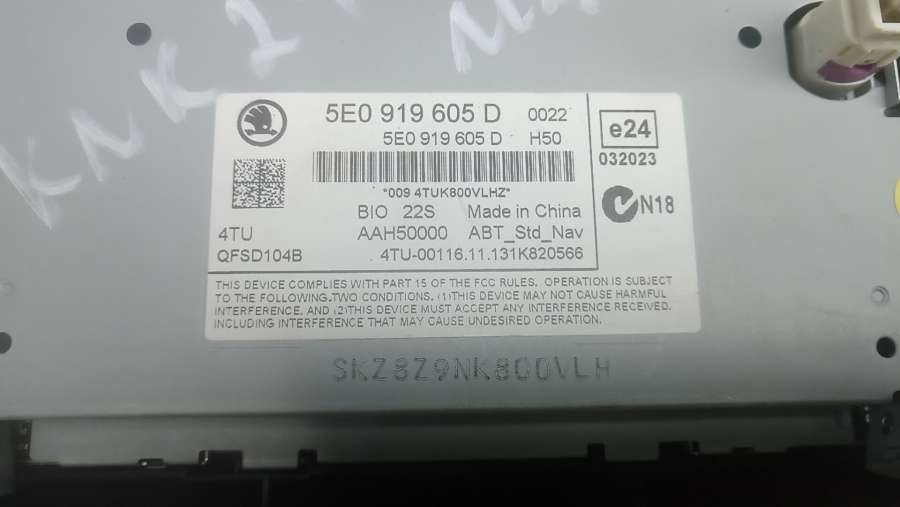 5E0 919 605 D 0022
5E0 919 605 D H50
*009 4TUK800VLHZ*
BIO 22S Made in China
4TU AAH50000 ABT_Std_Nav
QFSD104B 4TU-00116.11.131K820566
e24
032023
N18
THIS DEVICE COMPLIES WITH PART 15 OF THE FCC RULES. OPERATION IS SUBJECT
TO THE FOLLOWING TWO CONDITIONS. (1)THIS DEVICE MAY NOT CAUSE HARMFUL
INTERFERENCE. AND (2)THIS DEVICE MUST ACCEPT ANY INTERFERENCE RECEIVED.
INCLUDING INTERFERENCE THAT MAY CAUSE UNDESIRED OPERATION.
SKZ8Z9NK800VLH